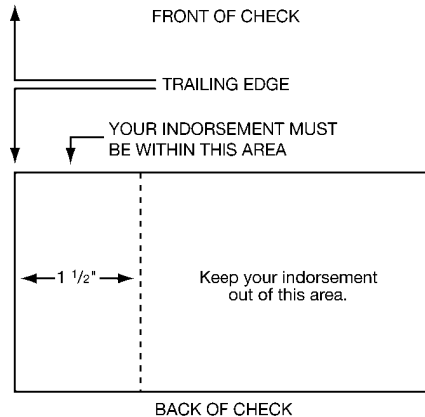 FRONT OF CHECK
TRAILING EDGE
YOUR INDORSEMENT MUST
BE WITHIN THIS AREA
1 1/2"
Keep your indorsement
out of this area.
BACK OF CHECK